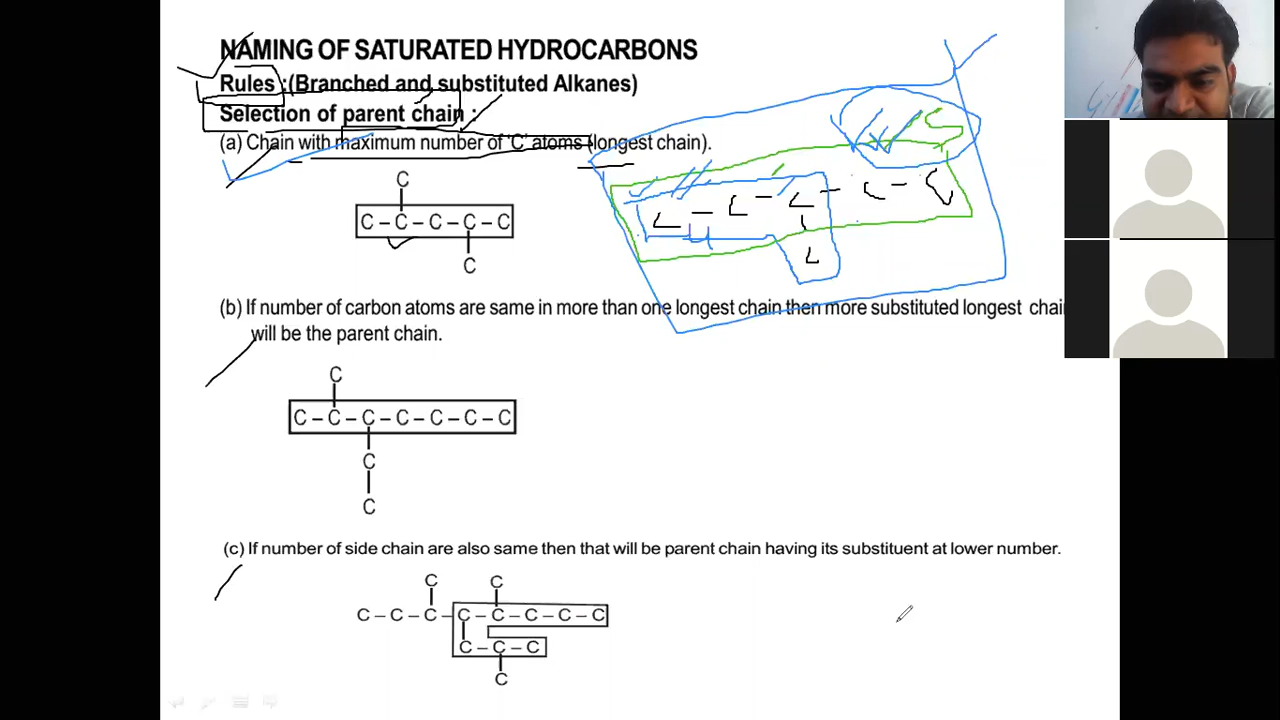 NAMING OF SATURATED HYDROCARBONS
Rules :(Branched and substituted Alkanes)
Selection of parent chain :
(a) Chain with maximum number of 'C' atoms (longest chain).
C
C – C – C – C – C
C
C – C – C – C – C
C
4
5
(b) If number of carbon atoms are same in more than one longest chain then more substituted longest
will be the parent chain.
C
C – C – C – C – C – C – C
C
C
(c) If number of side chain are also same then that will be parent chain having its substituent at lower number.
C C
C – C – C – C – C – C – C – C
C – C – C
C